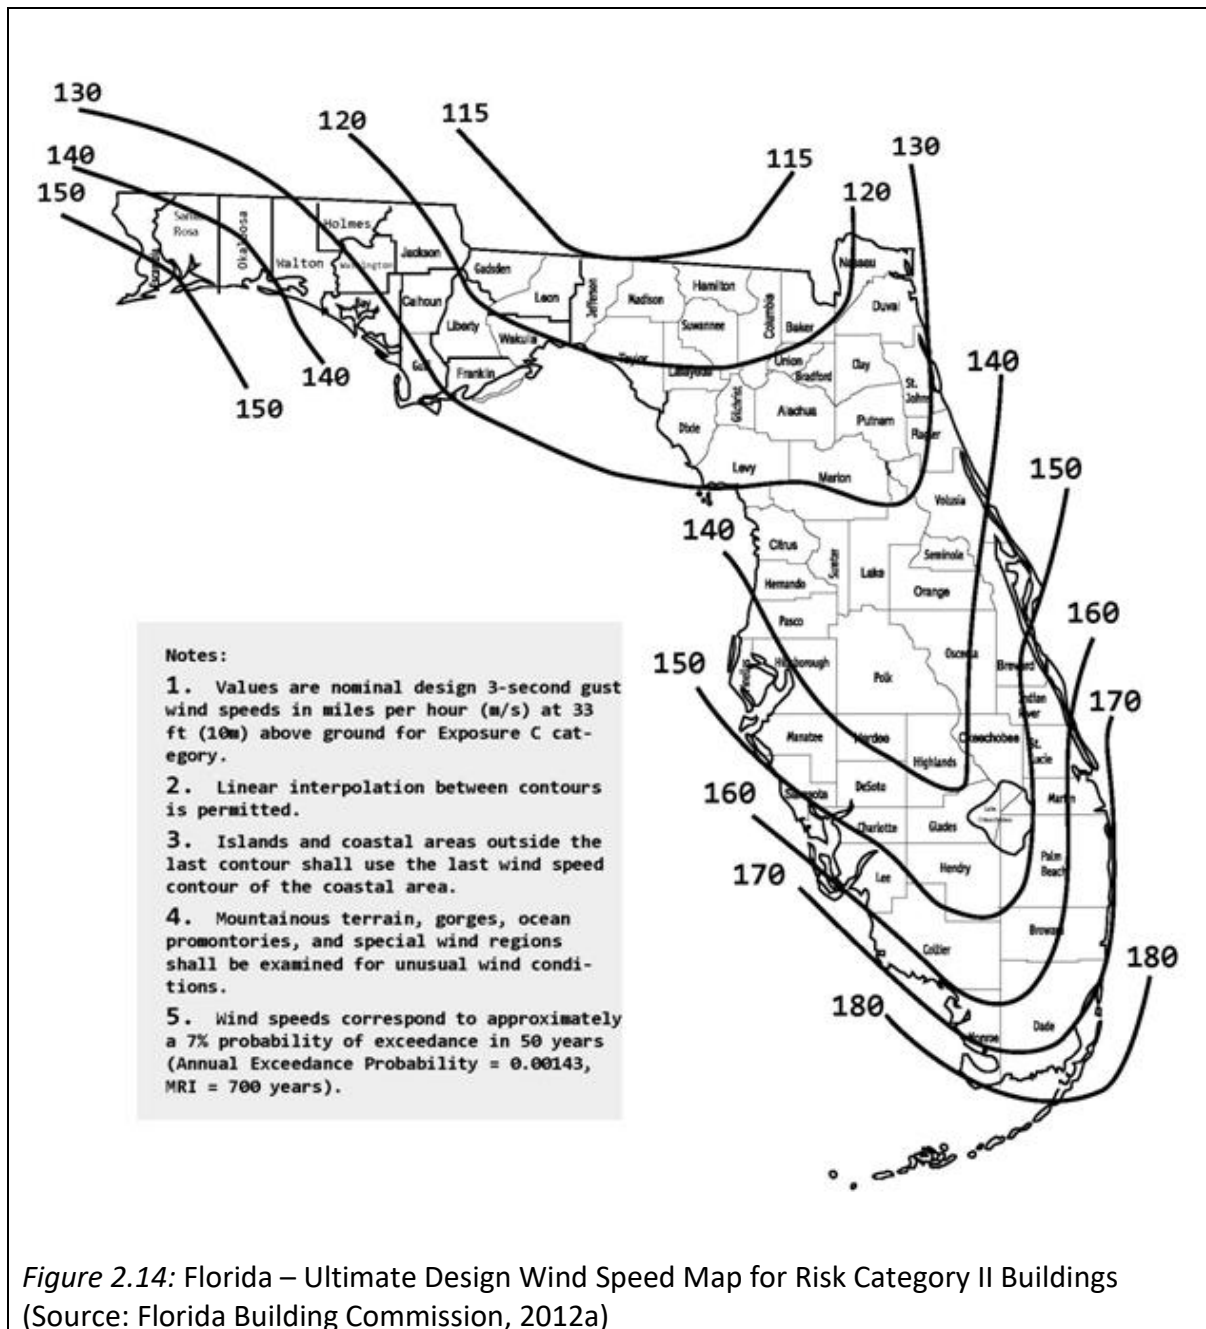 130
120
115
115
130
120
140
150
Santa
Rosa
Okaloosa
Holmes
Walton
Washington
Jackson
Gadsden
Leon
Jefferson
Madison
Hamilton
Columbia
Nassau
Duval
Baker
Suwannee
Bay
Calhoun
Liberty
Wakulla
Gulf
Franklin
Taylor
Lafayette
Union
Bradford
Clay
St.
Johns
150
140
140
Dixie
Gilchrist
Alachua
Putnam
Flagler
Levy
Marion
Volusia
150
140
Citrus
Sumter
Lake
Seminole
Hernando
Orange
Pasco
160
150
Pinellas
Hillsborough
Polk
Osceola
Brevard
Indian
River
170
Manatee
Hardee
Highlands
Okeechobee
St.
Lucie
160
Sarasota
DeSoto
Martin
Charlotte
Glades
170
Lee
Hendry
Palm
Beach
Collier
Broward
180
180
Monroe
Dade
Notes:
1. Values are nominal design 3-second gust
wind speeds in miles per hour (m/s) at 33
ft (10m) above ground for Exposure C cat-
egory.
2. Linear interpolation between contours
is permitted.
3. Islands and coastal areas outside the
last contour shall use the last wind speed
contour of the coastal area.
4. Mountainous terrain, gorges, ocean
promontories, and special wind regions
shall be examined for unusual wind condi-
tions.
5. Wind speeds correspond to approximately
a 7% probability of exceedance in 50 years
(Annual Exceedance Probability = 0.00143,
MRI = 700 years).
Figure 2.14: Florida – Ultimate Design Wind Speed Map for Risk Category II Buildings
(Source: Florida Building Commission, 2012a)